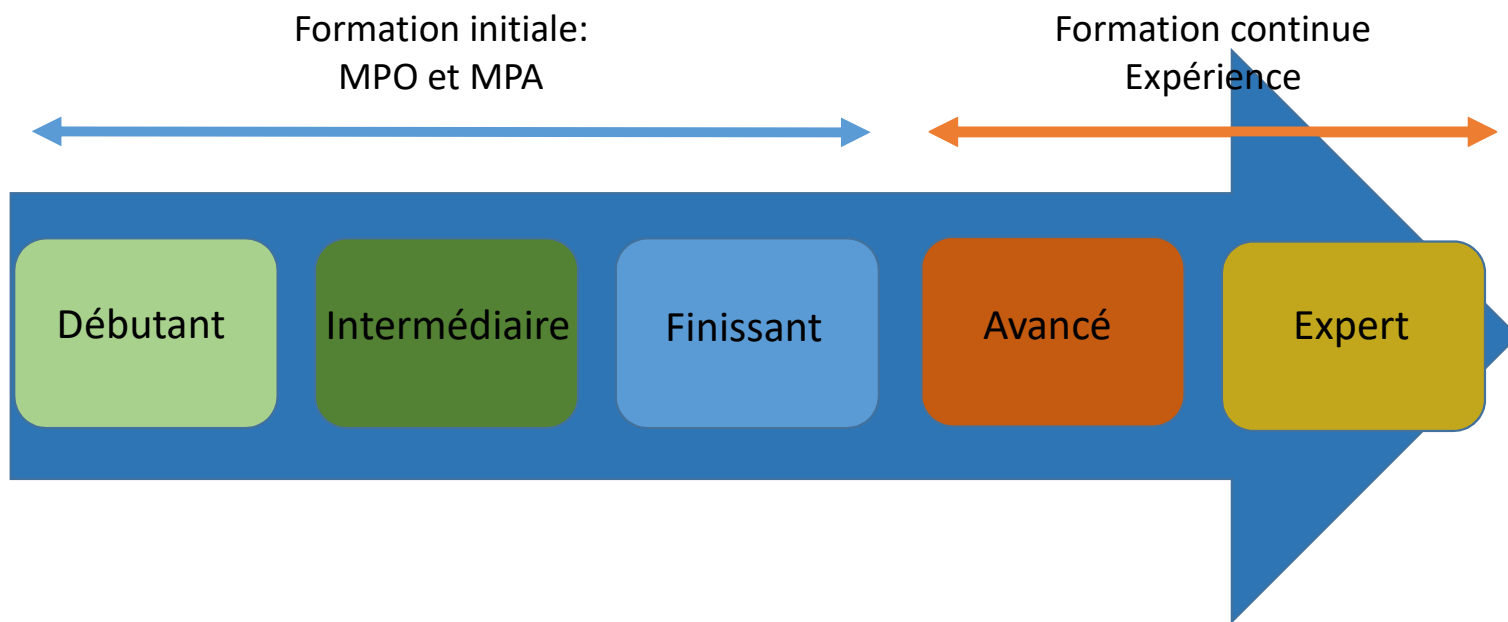 Formation initiale:
MPO et MPA
Formation continue
Expérience
Débutant
Intermédiaire
Finissant
Avancé
Expert